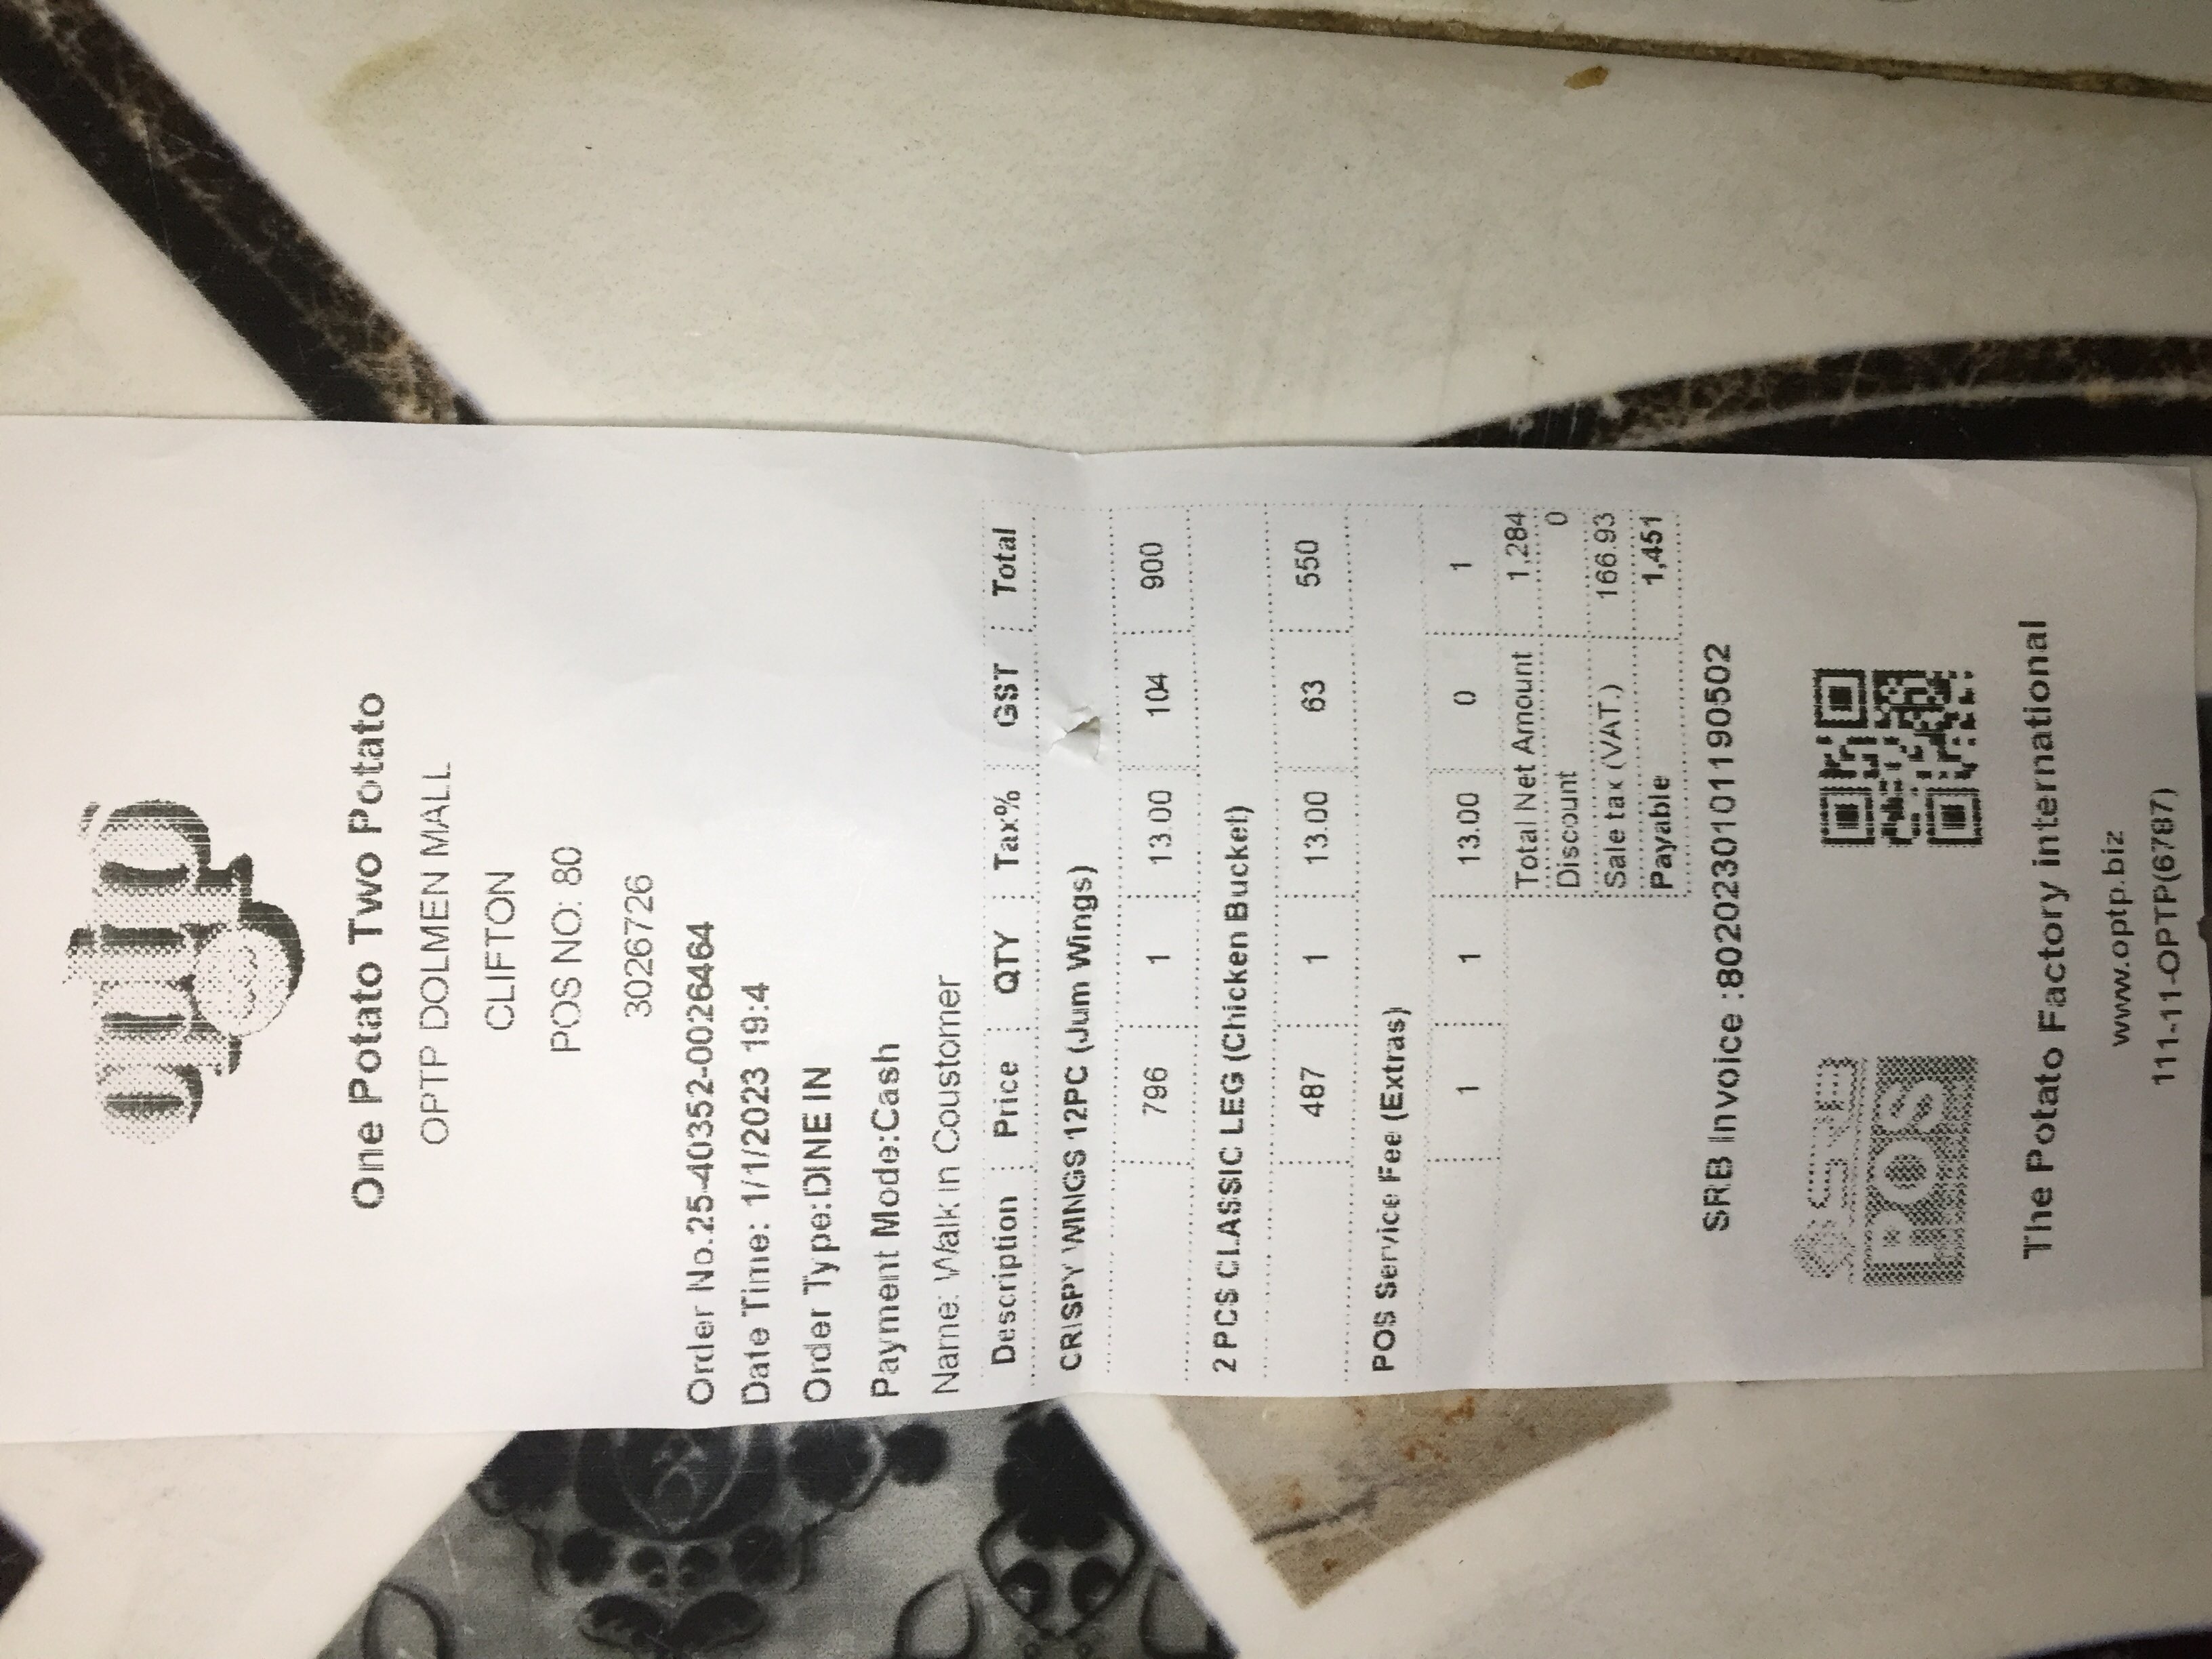 optp
One Potato Two Potato
OPTP DOLMEN MALL
CLIFTON
POS NO: 80
3026726
Order No.25-40352-0026464
Date Time: 1/1/2023 19:4
Order Type:DINE IN
Payment Mode:Cash
Name: Walk in Coustomer
Description Price QTY Tax% GST Total
CRISPY WINGS 12PC (Jum Wings)
796 1 13.00 104 900
2 PCS CLASSIC LEG (Chicken Bucket)
487 1 13.00 63 550
POS Service Fee (Extras)
1 1 13.00 0 1
Total Net Amount 1,284
Discount 0
Sale tax (VAT.) 166.93
Payable 1,451
SRB Invoice :8020230101190502
SRB
POS
The Potato Factory international
www.optp.biz
111-11-OPTP(6787)